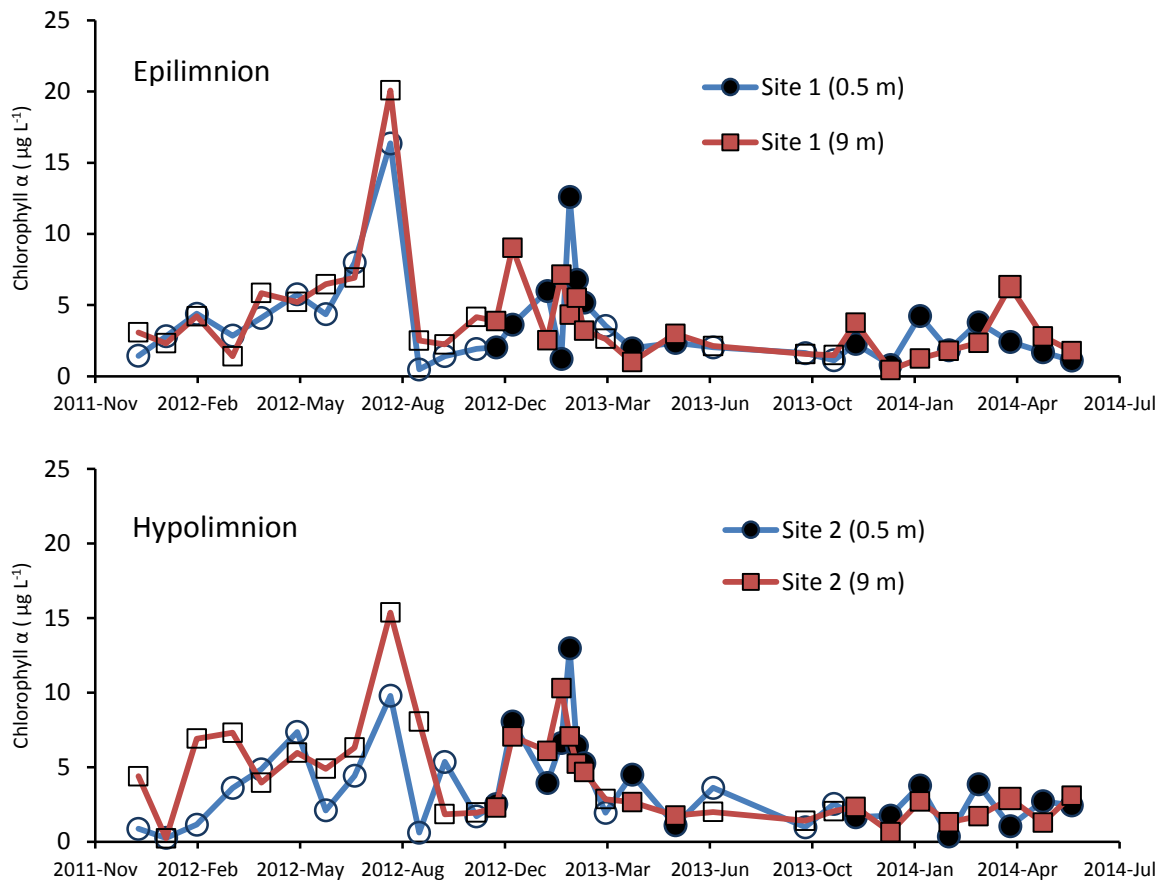 25
20
15
10
5
0
Chlorophyll α ( µg L-1)
Epilimnion
Site 1 (0.5 m)
Site 1 (9 m)
2011-Nov 2012-Feb 2012-May 2012-Aug 2012-Dec 2013-Mar 2013-Jun 2013-Oct 2014-Jan 2014-Apr 2014-Jul
25
20
15
10
5
0
Chlorophyll α ( µg L-1)
Hypolimnion
Site 2 (0.5 m)
Site 2 (9 m)
2011-Nov 2012-Feb 2012-May 2012-Aug 2012-Dec 2013-Mar 2013-Jun 2013-Oct 2014-Jan 2014-Apr 2014-Jul